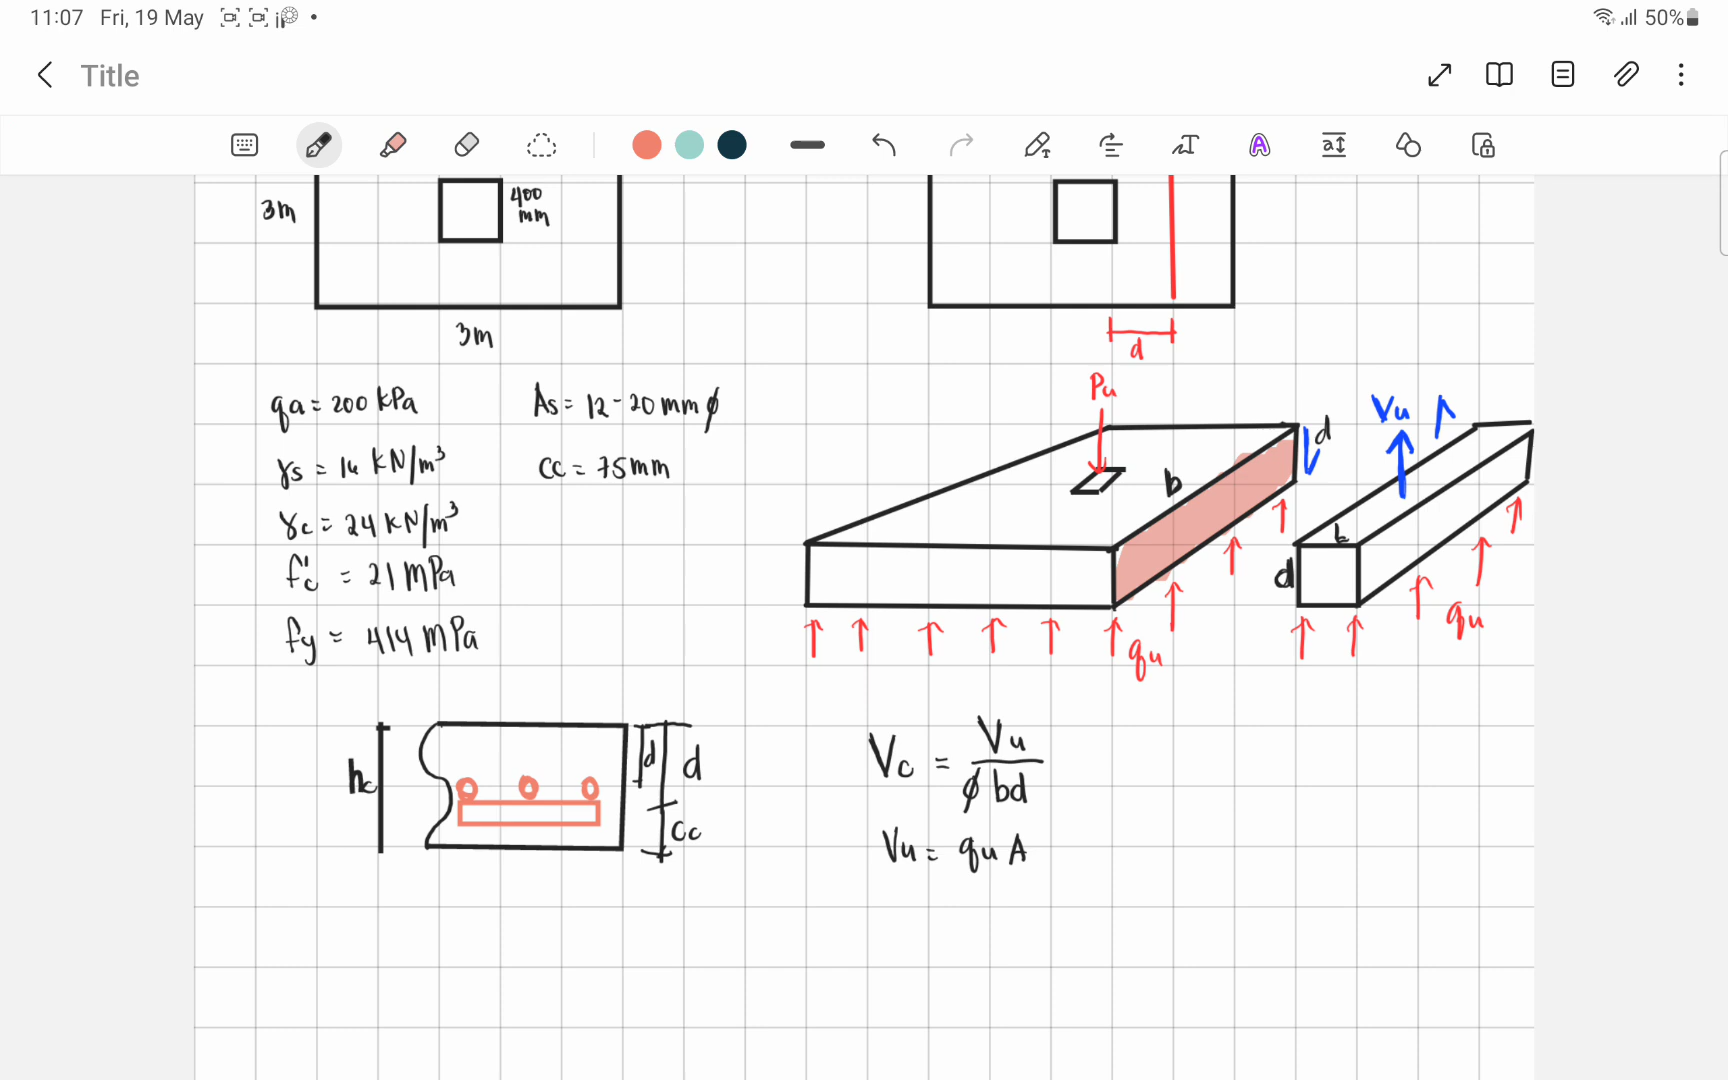 11:07 Fri, 19 May
50%
Title
3m
400
mm
3m
d
qa = 200 kPa
As = 12 - 20 mm ϕ
γs = 16 kN/m³
cc = 75mm
γc = 24 kN/m³
f'c = 21 MPa
fy = 414 MPa
Pu
b
d
qu
Vu
d
qu
hc
d
d
Cc
Vc = Vu / ϕ bd
Vu = qu A